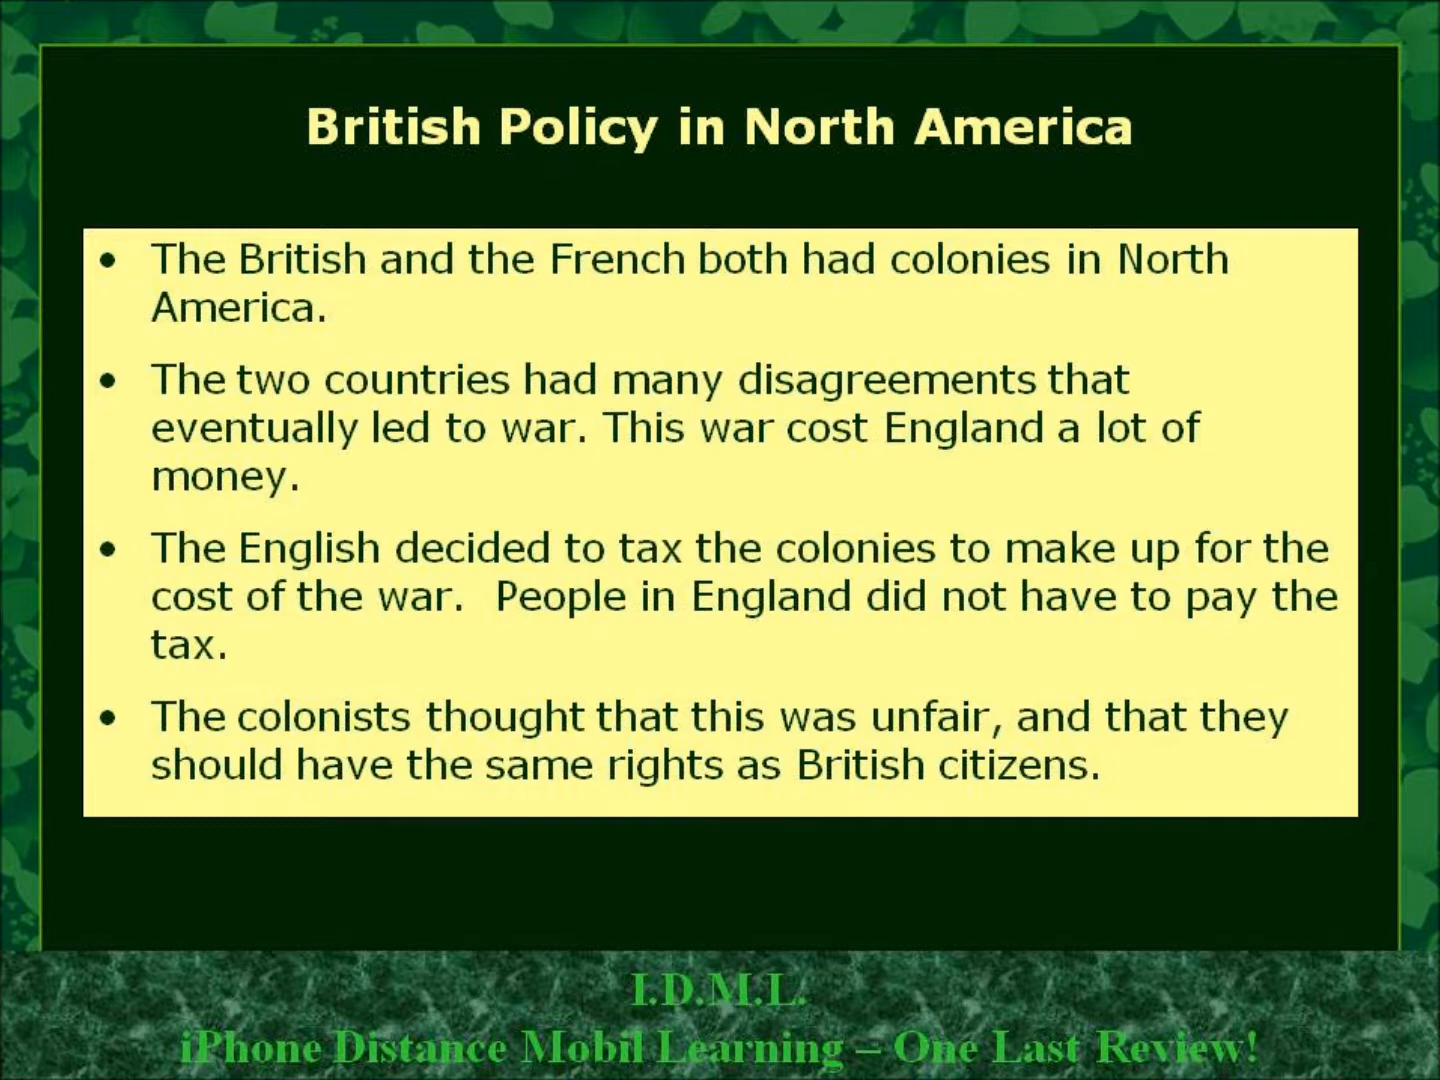 British Policy in North America
• The British and the French both had colonies in North
America.
• The two countries had many disagreements that
eventually led to war. This war cost England a lot of
money.
• The English decided to tax the colonies to make up for the
cost of the war.  People in England did not have to pay the
tax.
• The colonists thought that this was unfair, and that they
should have the same rights as British citizens.
I.D.M.L.
iPhone Distance Mobil Learning – One Last Review!